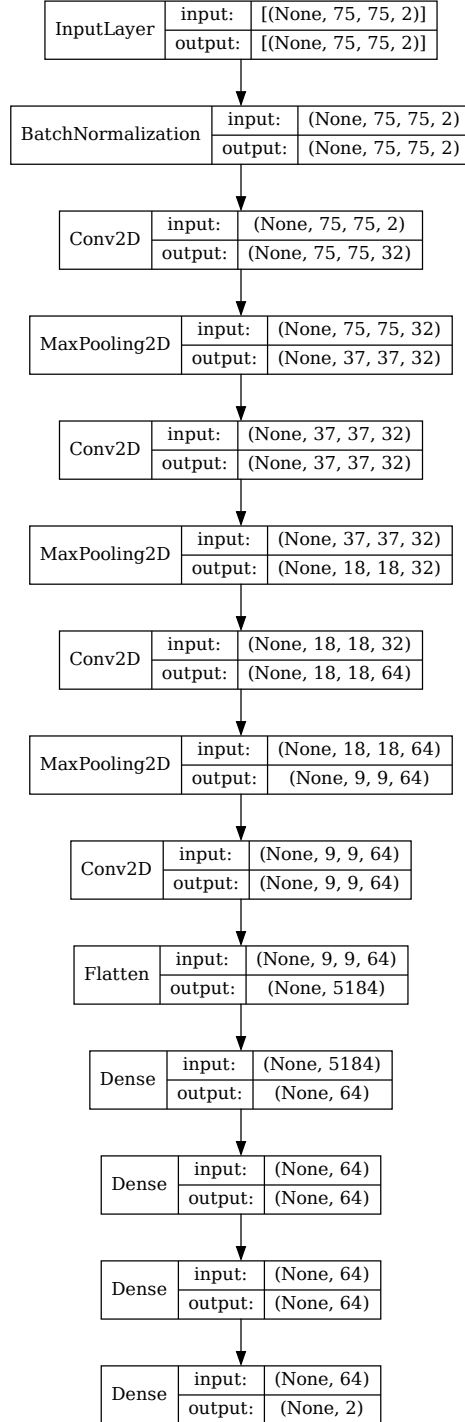 InputLayer
input: [(None, 75, 75, 2)]
output: [(None, 75, 75, 2)]
BatchNormalization
input: (None, 75, 75, 2)
output: (None, 75, 75, 2)
Conv2D
input: (None, 75, 75, 2)
output: (None, 75, 75, 32)
MaxPooling2D
input: (None, 75, 75, 32)
output: (None, 37, 37, 32)
Conv2D
input: (None, 37, 37, 32)
output: (None, 37, 37, 32)
MaxPooling2D
input: (None, 37, 37, 32)
output: (None, 18, 18, 32)
Conv2D
input: (None, 18, 18, 32)
output: (None, 18, 18, 64)
MaxPooling2D
input: (None, 18, 18, 64)
output: (None, 9, 9, 64)
Conv2D
input: (None, 9, 9, 64)
output: (None, 9, 9, 64)
Flatten
input: (None, 9, 9, 64)
output: (None, 5184)
Dense
input: (None, 5184)
output: (None, 64)
Dense
input: (None, 64)
output: (None, 64)
Dense
input: (None, 64)
output: (None, 64)
Dense
input: (None, 64)
output: (None, 2)